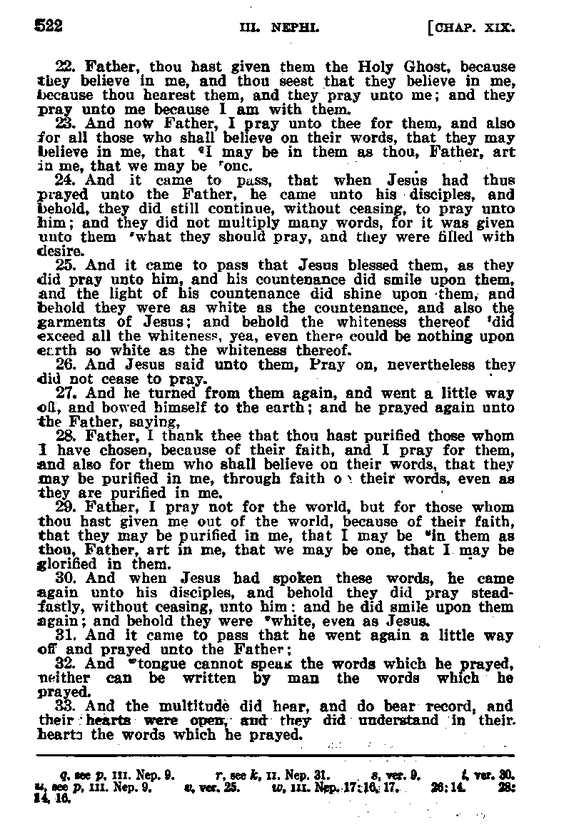 522 III. NEPHI. [CHAP. XIX.
22. Father, thou hast given them the Holy Ghost, because
they believe in me, and thou seest that they believe in me,
because thou hearest them, and they pray unto me; and they
pray unto me because I am with them.
23. And now Father, I pray unto thee for them, and also
for all those who shall believe on their words, that they may
believe in me, that qI may be in them as thou, Father, art
in me, that we may be rone.
24. And it came to pass, that when Jesus had thus
prayed unto the Father, he came unto his disciples, and
behold, they did still continue, without ceasing, to pray unto
him; and they did not multiply many words, for it was given
unto them swhat they should pray, and they were filled with
desire.
25. And it came to pass that Jesus blessed them, as they
did pray unto him, and his countenance did smile upon them,
and the light of his countenance did shine upon them, and
behold they were as white as the countenance, and also the
garments of Jesus; and behold the whiteness thereof tdid
exceed all the whiteness, yea, even there could be nothing upon
earth so white as the whiteness thereof.
26. And Jesus said unto them, Pray on, nevertheless they
did not cease to pray.
27. And he turned from them again, and went a little way
off, and bowed himself to the earth; and he prayed again unto
the Father, saying,
28. Father, I thank thee that thou hast purified those whom
I have chosen, because of their faith, and I pray for them,
and also for them who shall believe on their words, that they
may be purified in me, through faith o their words, even as
they are purified in me.
29. Father, I pray not for the world, but for those whom
thou hast given me out of the world, because of their faith,
that they may be purified in me, that I may be uin them as
thou, Father, art in me, that we may be one, that I may be
glorified in them.
30. And when Jesus had spoken these words, he came
again unto his disciples, and behold they did pray stead-
fastly, without ceasing, unto him: and he did smile upon them
again; and behold they were vwhite, even as Jesus.
31. And it came to pass that he went again a little way
off and prayed unto the Father;
32. And wtongue cannot speak the words which he prayed,
neither can be written by man the words which he
prayed.
33. And the multitude did hear, and do bear record, and
their hearts were open, and they did understand in their
hearts the words which he prayed.
q, see p, III. Nep. 9. r, see k, II. Nep. 31. s, ver. 9. t, ver. 30.
u, see p, III. Nep. 9. v, ver. 25. w, III. Nep. 17:16, 17. 26:14. 28:
14, 16.